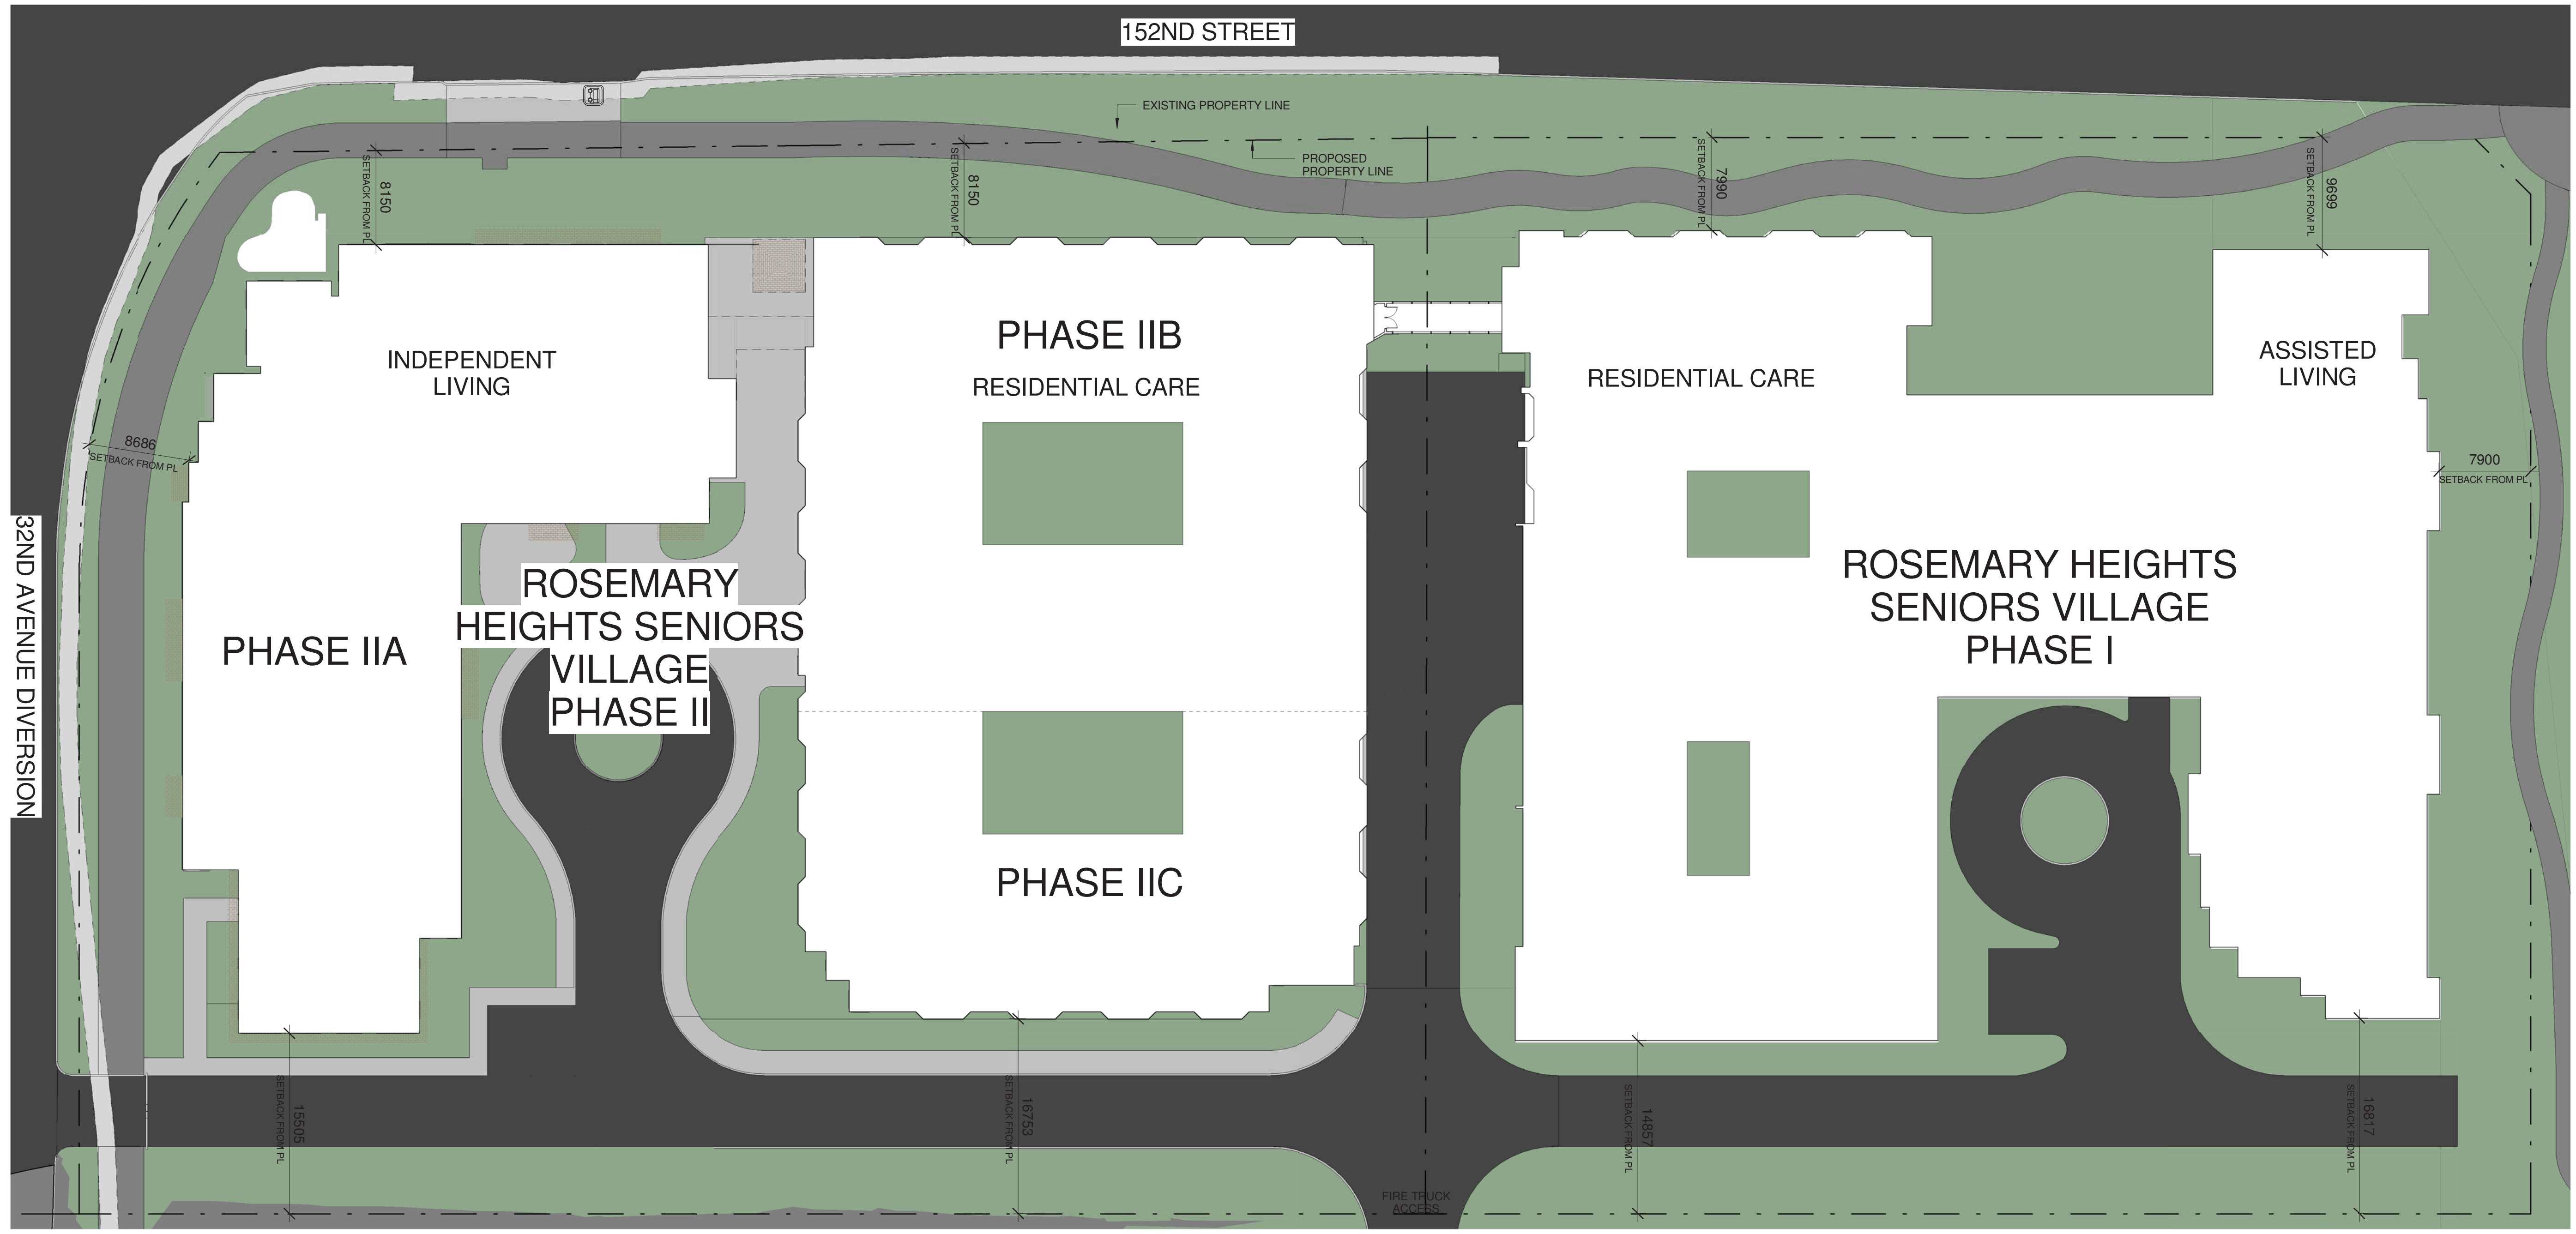 152ND STREET
EXISTING PROPERTY LINE
PROPOSED
PROPERTY LINE
8150
SETBACK FROM PL
8150
SETBACK FROM PL
7990
SETBACK FROM PL
9699
SETBACK FROM PL
INDEPENDENT
LIVING
PHASE IIB
RESIDENTIAL CARE
RESIDENTIAL CARE
ASSISTED
LIVING
8686
SETBACK FROM PL
7900
SETBACK FROM PL
32ND AVENUE DIVERSION
PHASE IIA
ROSEMARY
HEIGHTS SENIORS
VILLAGE
PHASE II
ROSEMARY HEIGHTS
SENIORS VILLAGE
PHASE I
PHASE IIC
15505
SETBACK FROM PL
16753
SETBACK FROM PL
14857
SETBACK FROM PL
16817
SETBACK FROM PL
FIRE TRUCK
ACCESS